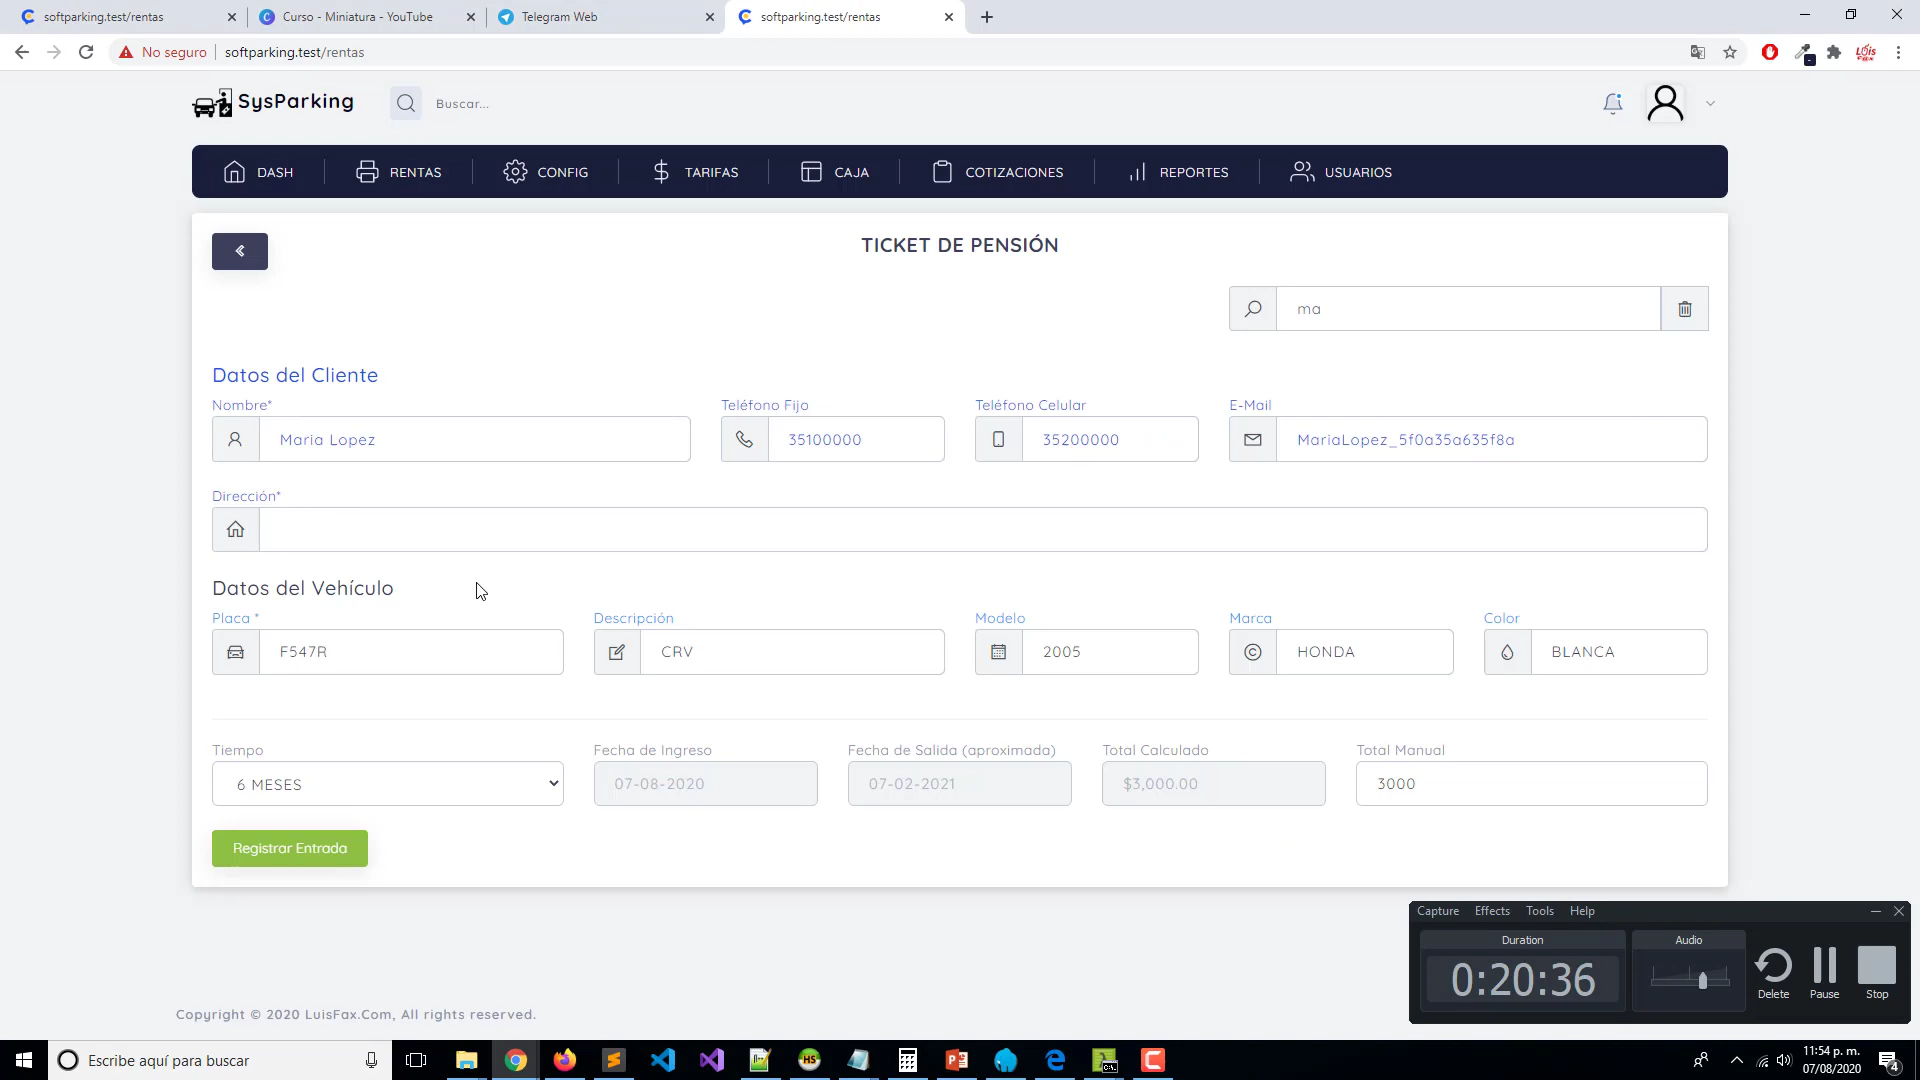 softparking.test/rentas
Curso - Miniatura - YouTube
Telegram Web
softparking.test/rentas
No seguro
softparking.test/rentas
SysParking
Buscar...
DASH
RENTAS
CONFIG
TARIFAS
CAJA
COTIZACIONES
REPORTES
USUARIOS
TICKET DE PENSIÓN
ma
Datos del Cliente
Nombre*
Teléfono Fijo
Teléfono Celular
E-Mail
Maria Lopez
35100000
35200000
MariaLopez_5f0a35a635f8a
Dirección*
Datos del Vehículo
Placa *
Descripción
Modelo
Marca
Color
F547R
CRV
2005
HONDA
BLANCA
Tiempo
Fecha de Ingreso
Fecha de Salida (aproximada)
Total Calculado
Total Manual
6 MESES
07-08-2020
07-02-2021
$3,000.00
3000
Registrar Entrada
Capture
Effects
Tools
Help
Duration
Audio
0:20:36
Delete
Pause
Stop
Copyright © 2020 LuisFax.Com, All rights reserved.
Escribe aquí para buscar
11:54 p. m.
07/08/2020
4